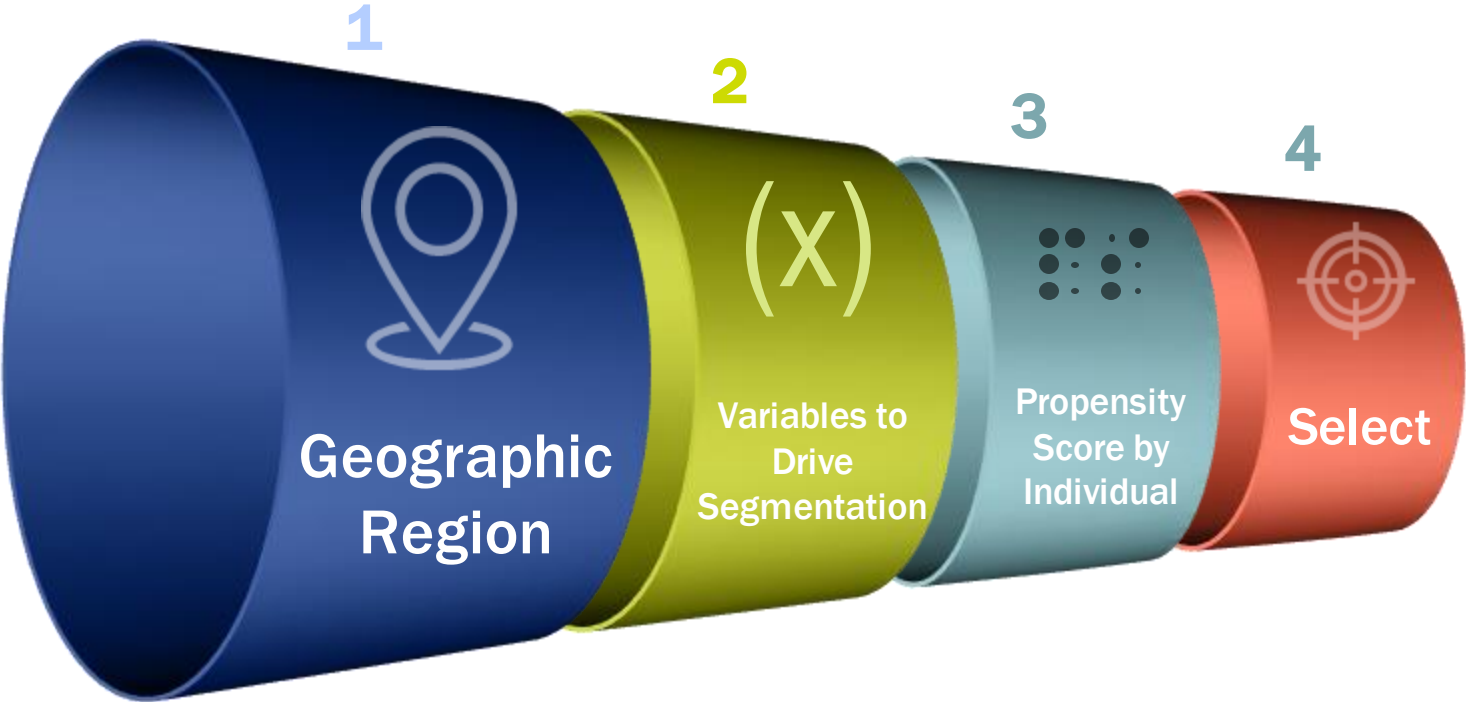 1
2
3
4
(x)
Geographic
Region
Variables to
Drive
Segmentation
Propensity
Score by
Individual
Select